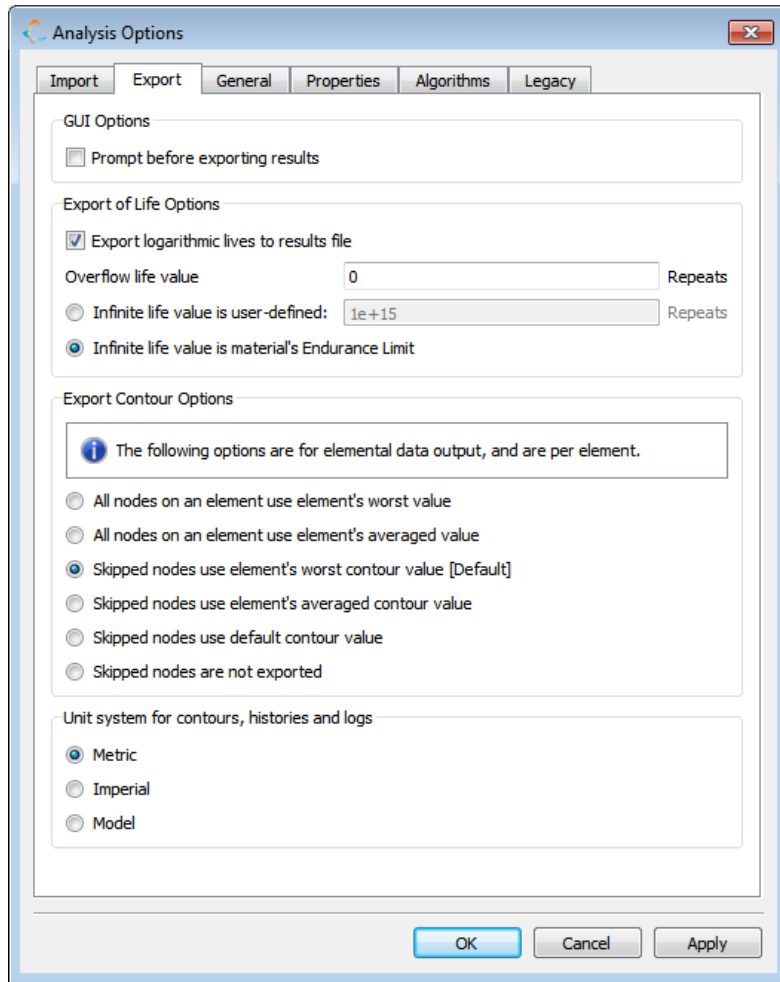 Analysis Options
Import Export General Properties Algorithms Legacy
GUI Options
Prompt before exporting results
Export of Life Options
Export logarithmic lives to results file
Overflow life value 0 Repeats
Infinite life value is user-defined: 1e+15 Repeats
Infinite life value is material's Endurance Limit
Export Contour Options
The following options are for elemental data output, and are per element.
All nodes on an element use element's worst value
All nodes on an element use element's averaged value
Skipped nodes use element's worst contour value [Default]
Skipped nodes use element's averaged contour value
Skipped nodes use default contour value
Skipped nodes are not exported
Unit system for contours, histories and logs
Metric
Imperial
Model
OK Cancel Apply